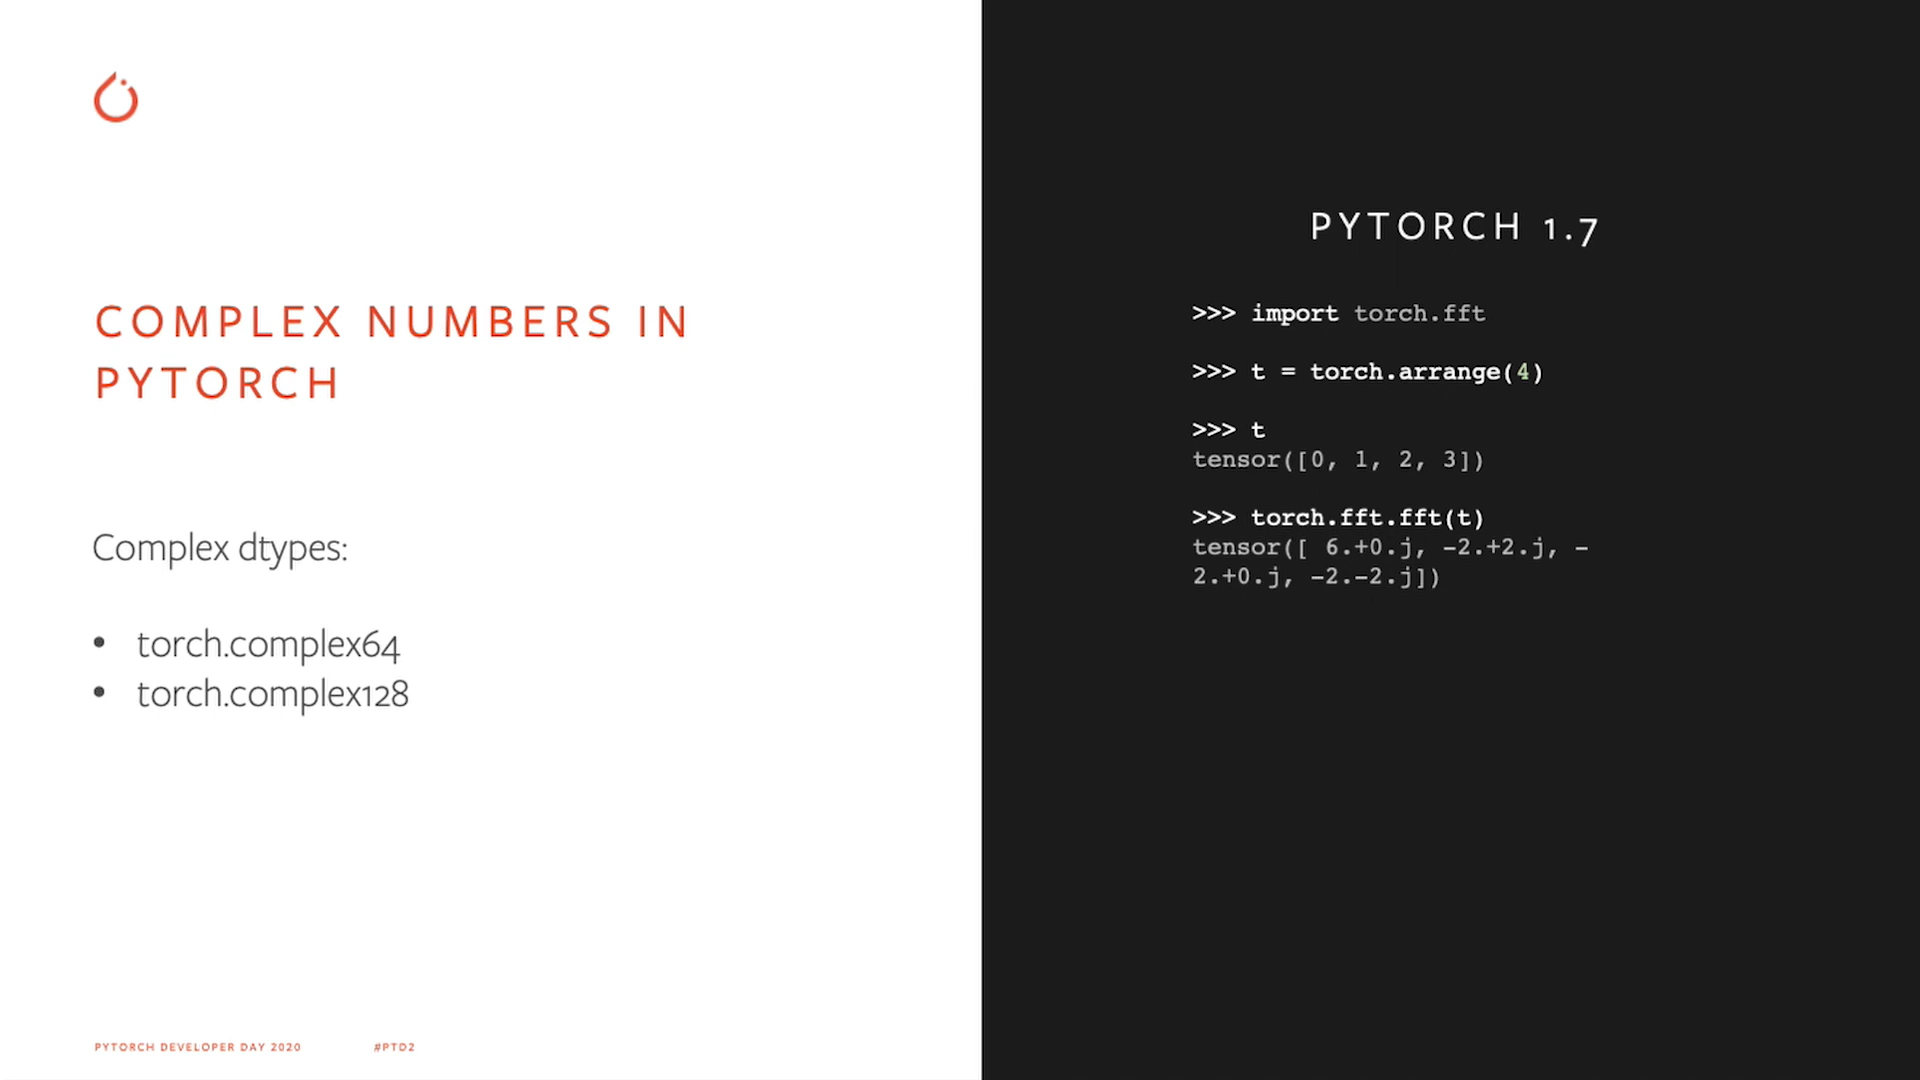 COMPLEX NUMBERS IN
PYTORCH
Complex dtypes:
• torch.complex64
• torch.complex128
PYTORCH DEVELOPER DAY 2020 #PTD2
PYTORCH 1.7
>>> import torch.fft
>>> t = torch.arrange(4)
>>> t
tensor([0, 1, 2, 3])
>>> torch.fft.fft(t)
tensor([ 6.+0.j, -2.+2.j, -
2.+0.j, -2.-2.j])